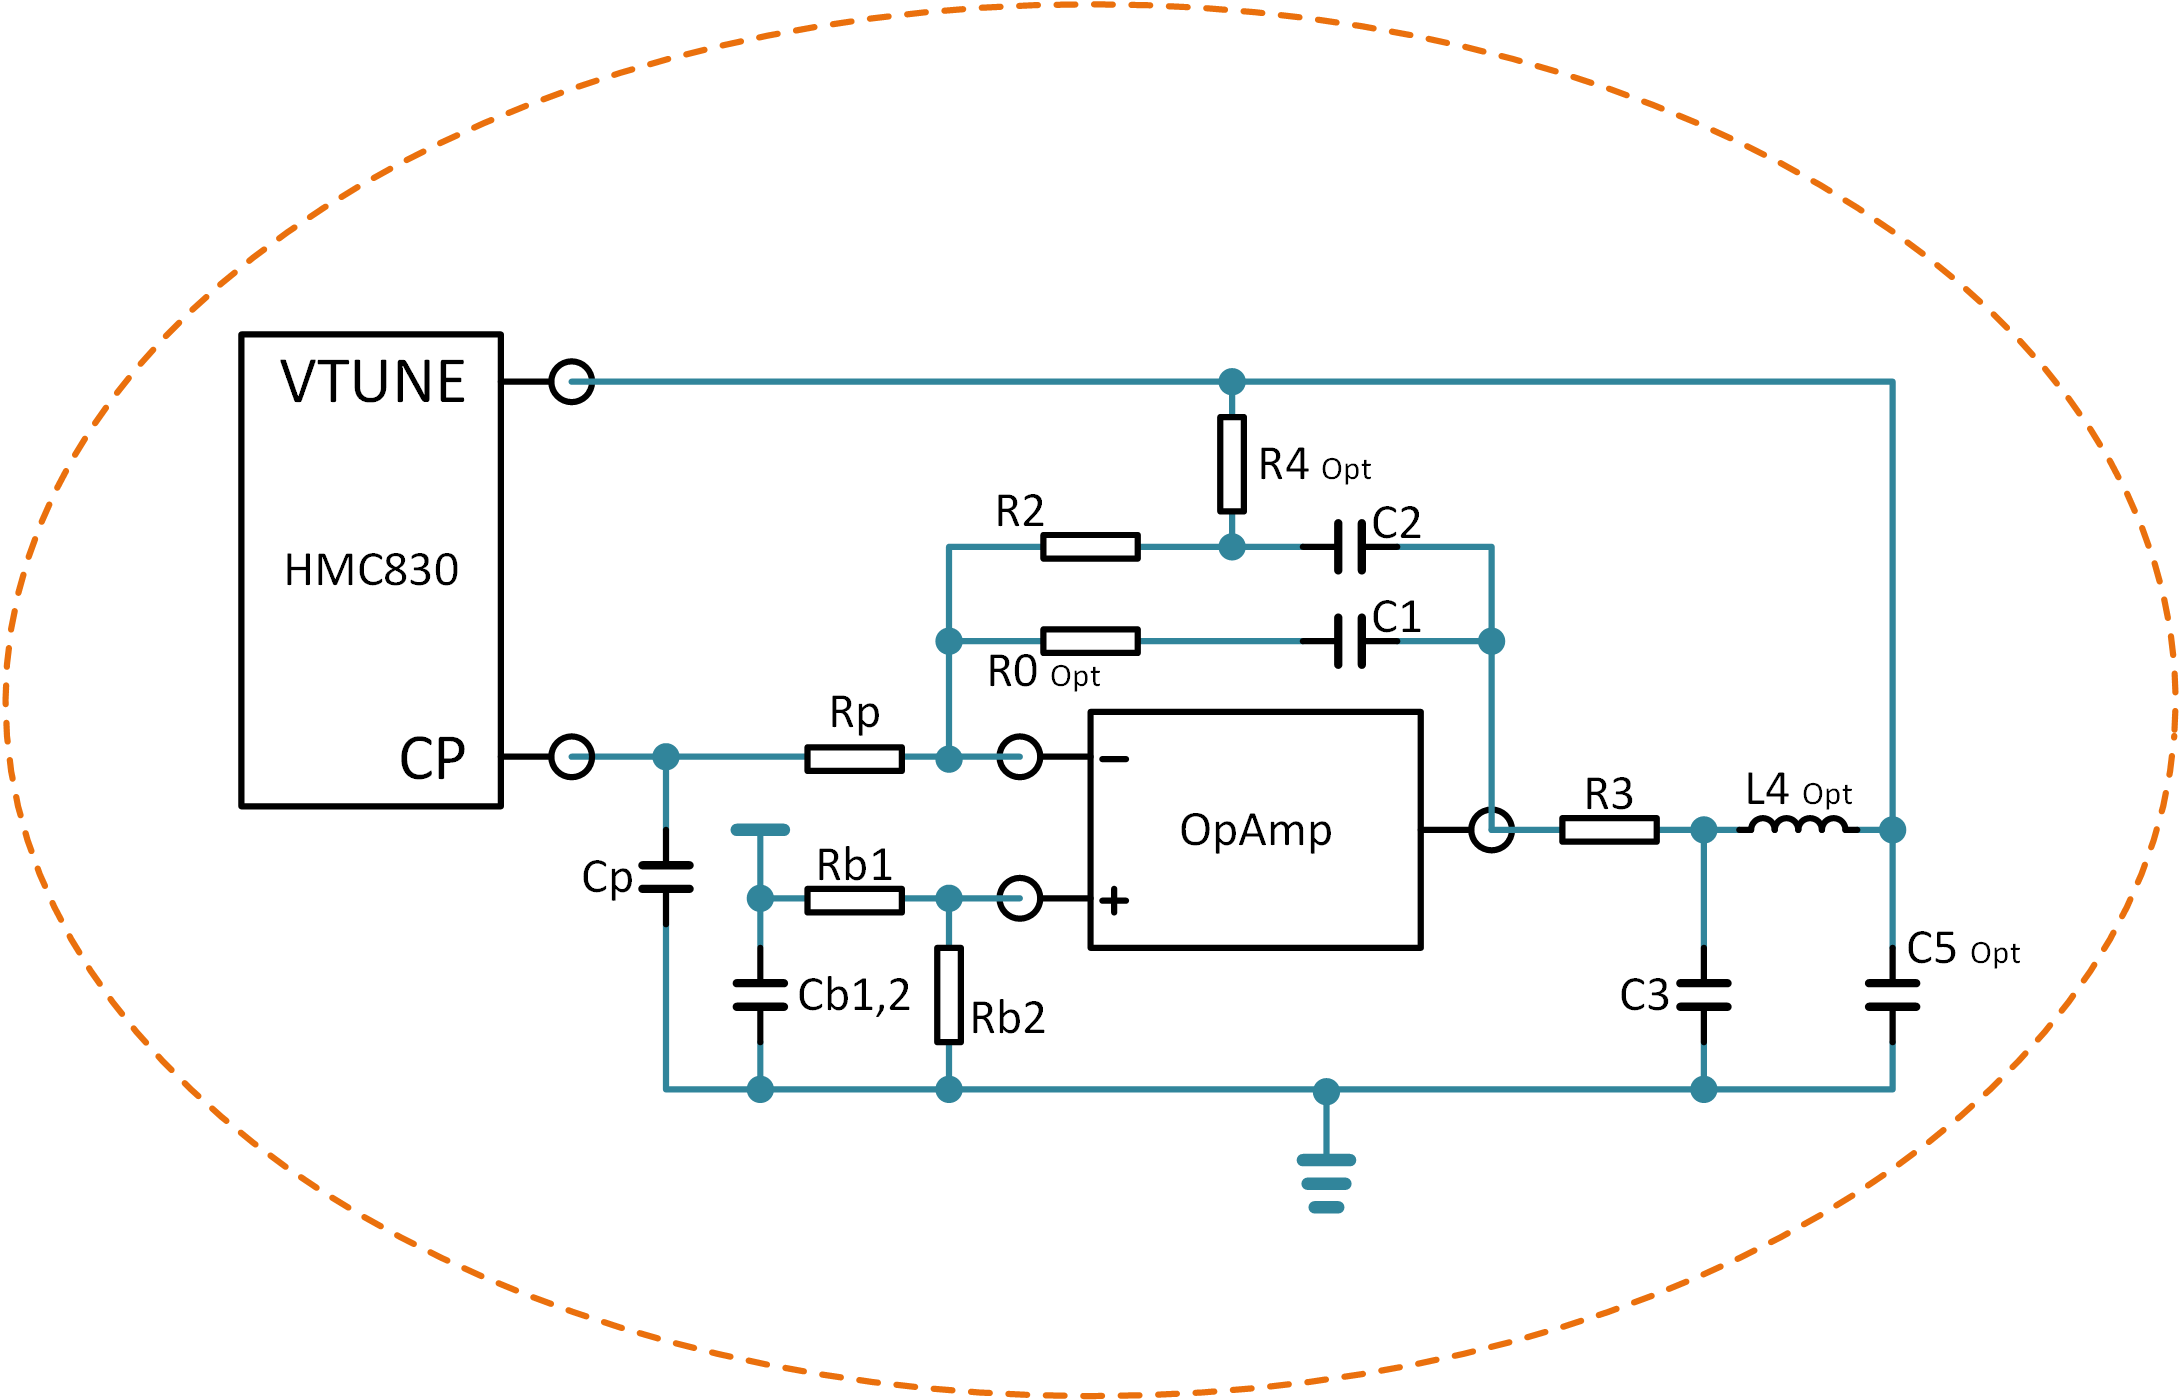 VTUNE
R4 Opt
R2
C2
HMC830
C1
R0 Opt
Rp
CP
−
R3
L4 Opt
OpAmp
Rb1
Cp
+
C5 Opt
Cb1,2
Rb2
C3